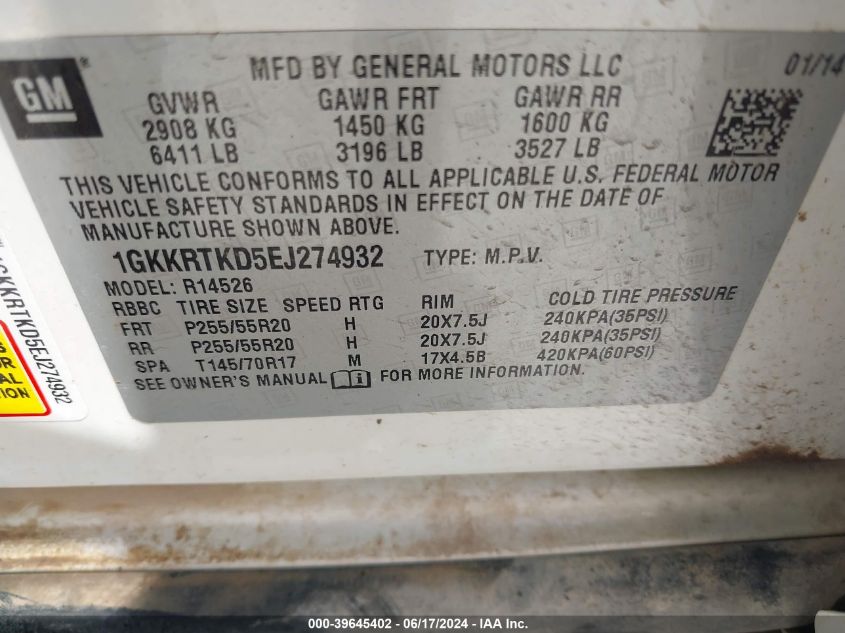 GM
MFD BY GENERAL MOTORS LLC 01/14
GVWR GAWR FRT GAWR RR
2908 KG 1450 KG 1600 KG
6411 LB 3196 LB 3527 LB
THIS VEHICLE CONFORMS TO ALL APPLICABLE U.S. FEDERAL MOTOR
VEHICLE SAFETY STANDARDS IN EFFECT ON THE DATE OF
MANUFACTURE SHOWN ABOVE.
1GKKRTKD5EJ274932 TYPE: M.P.V.
MODEL: R14526
RBBC TIRE SIZE SPEED RTG RIM COLD TIRE PRESSURE
FRT P255/55R20 H 20X7.5J 240KPA(35PSI)
RR P255/55R20 H 20X7.5J 240KPA(35PSI)
SPA T145/70R17 M 17X4.5B 420KPA(60PSI)
SEE OWNER'S MANUAL FOR MORE INFORMATION.
1GKKRTKD5EJ274932
OR
AL
TION
000-39645402 - 06/17/2024 - IAA Inc.